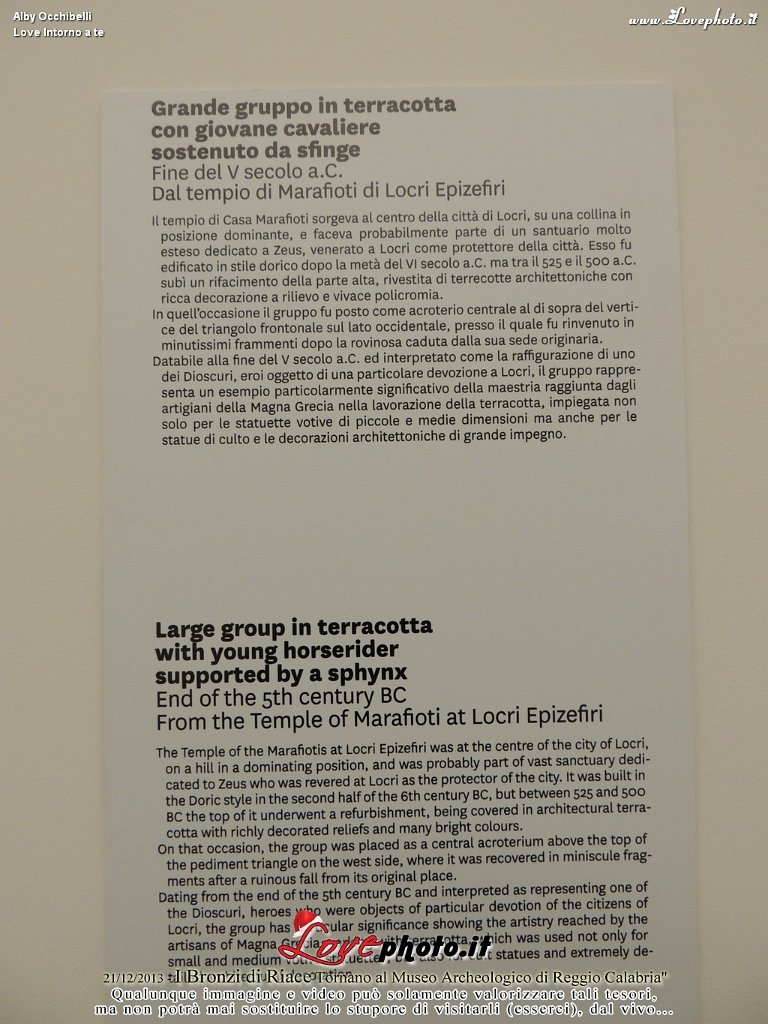 Alby Occhibelli
Love Intorno a te
www.Lovephoto.it
Grande gruppo in terracotta
con giovane cavaliere
sostenuto da sfinge
Fine del V secolo a.C.
Dal tempio di Marafioti di Locri Epizefiri
Il tempio di Casa Marafioti sorgeva al centro della città di Locri, su una collina in
posizione dominante, e faceva probabilmente parte di un santuario molto
esteso dedicato a Zeus, venerato a Locri come protettore della città. Esso fu
edificato in stile dorico dopo la metà del VI secolo a.C. ma tra il 525 e il 500 a.C.
subì un rifacimento della parte alta, rivestita di terrecotte architettoniche con
ricca decorazione a rilievo e vivace policromia.
In quell'occasione il gruppo fu posto come acroterio centrale al di sopra del verti-
ce del triangolo frontonale sul lato occidentale, presso il quale fu rinvenuto in
minutissimi frammenti dopo la rovinosa caduta dalla sua sede originaria.
Databile alla fine del V secolo a.C. ed interpretato come la raffigurazione di uno
dei Dioscuri, eroi oggetto di una particolare devozione a Locri, il gruppo rappre-
senta un esempio particolarmente significativo della maestria raggiunta dagli
artigiani della Magna Grecia nella lavorazione della terracotta, impiegata non
solo per le statuette votive di piccole e medie dimensioni ma anche per le
statue di culto e le decorazioni architettoniche di grande impegno.
Large group in terracotta
with young horserider
supported by a sphynx
End of the 5th century BC
From the Temple of Marafioti at Locri Epizefiri
The Temple of the Marafiotis at Locri Epizefiri was at the centre of the city of Locri,
on a hill in a dominating position, and was probably part of vast sanctuary dedi-
cated to Zeus who was revered at Locri as the protector of the city. It was built in
the Doric style in the second half of the 6th century BC, but between 525 and 500
BC the top of it underwent a refurbishment, being covered in architectural terra-
cotta with richly decorated reliefs and many bright colours.
On that occasion, the group was placed as a central acroterium above the top of
the pediment triangle on the west side, where it was recovered in miniscule frag-
ments after a ruinous fall from its original place.
Dating from the end of the 5th century BC and interpreted as representing one of
the Dioscuri, heroes who were objects of particular devotion of the citizens of
Locri, the group has significance showing the artistry reached by the
artisans of Magna Grecia which was used not only for
small and medium statues and extremely de-
Lovephoto.it
21/12/2013 - "I Bronzi di Riace Tornano al Museo Archeologico di Reggio Calabria"
Qualunque immagine e video può solamente valorizzare tali tesori,
ma non potrà mai sostituire lo stupore di visitarli (esserci), dal vivo...